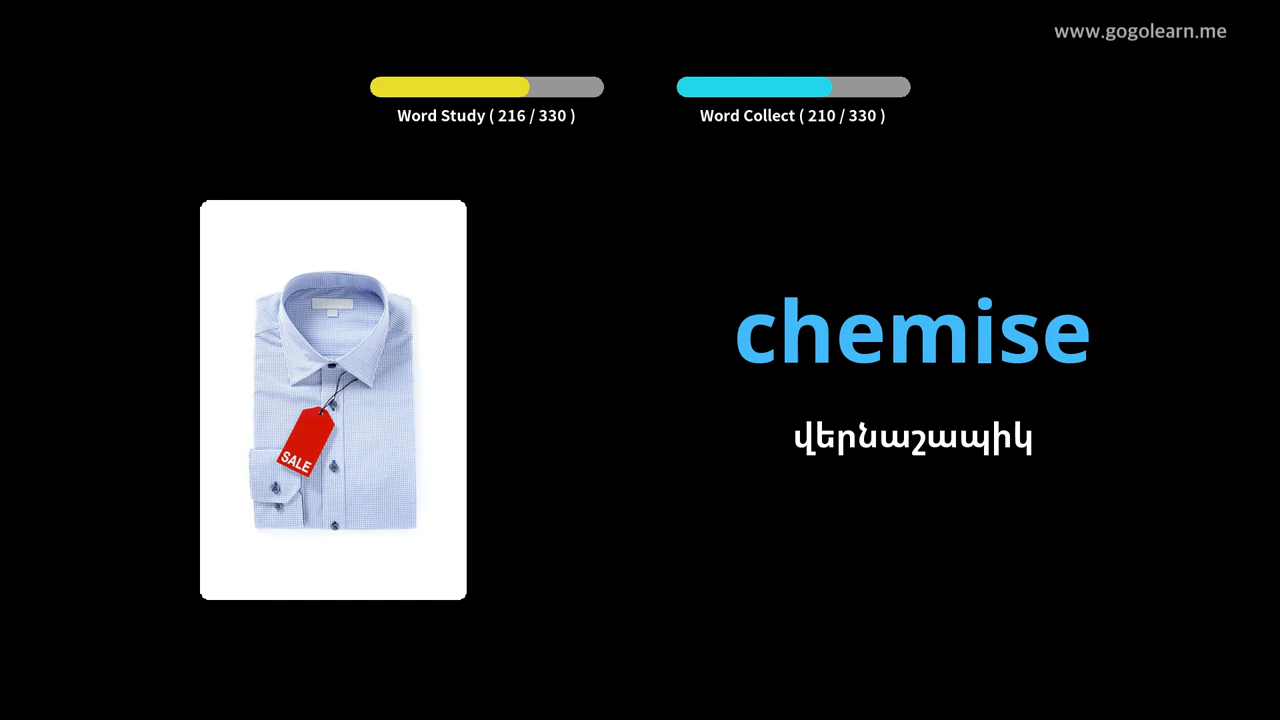 www.gogolearn.me
Word Study ( 216 / 330 )
Word Collect ( 210 / 330 )
chemise
վերնաշապիկ
SALE